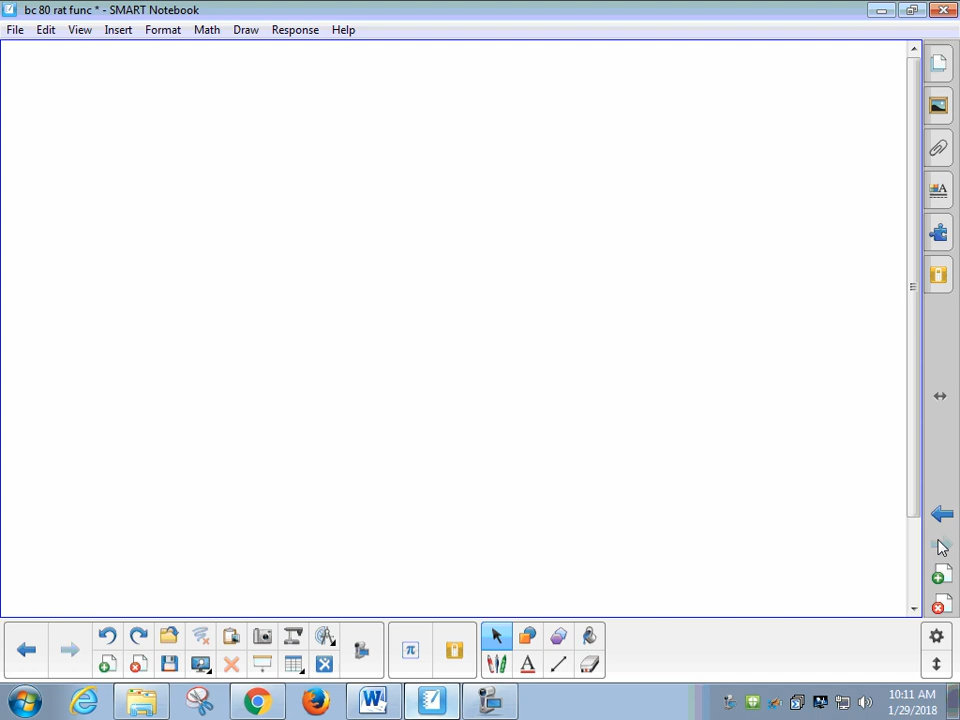 bc 80 rat func * - SMART Notebook
File Edit View Insert Format Math Draw Response Help
10:11 AM
1/29/2018